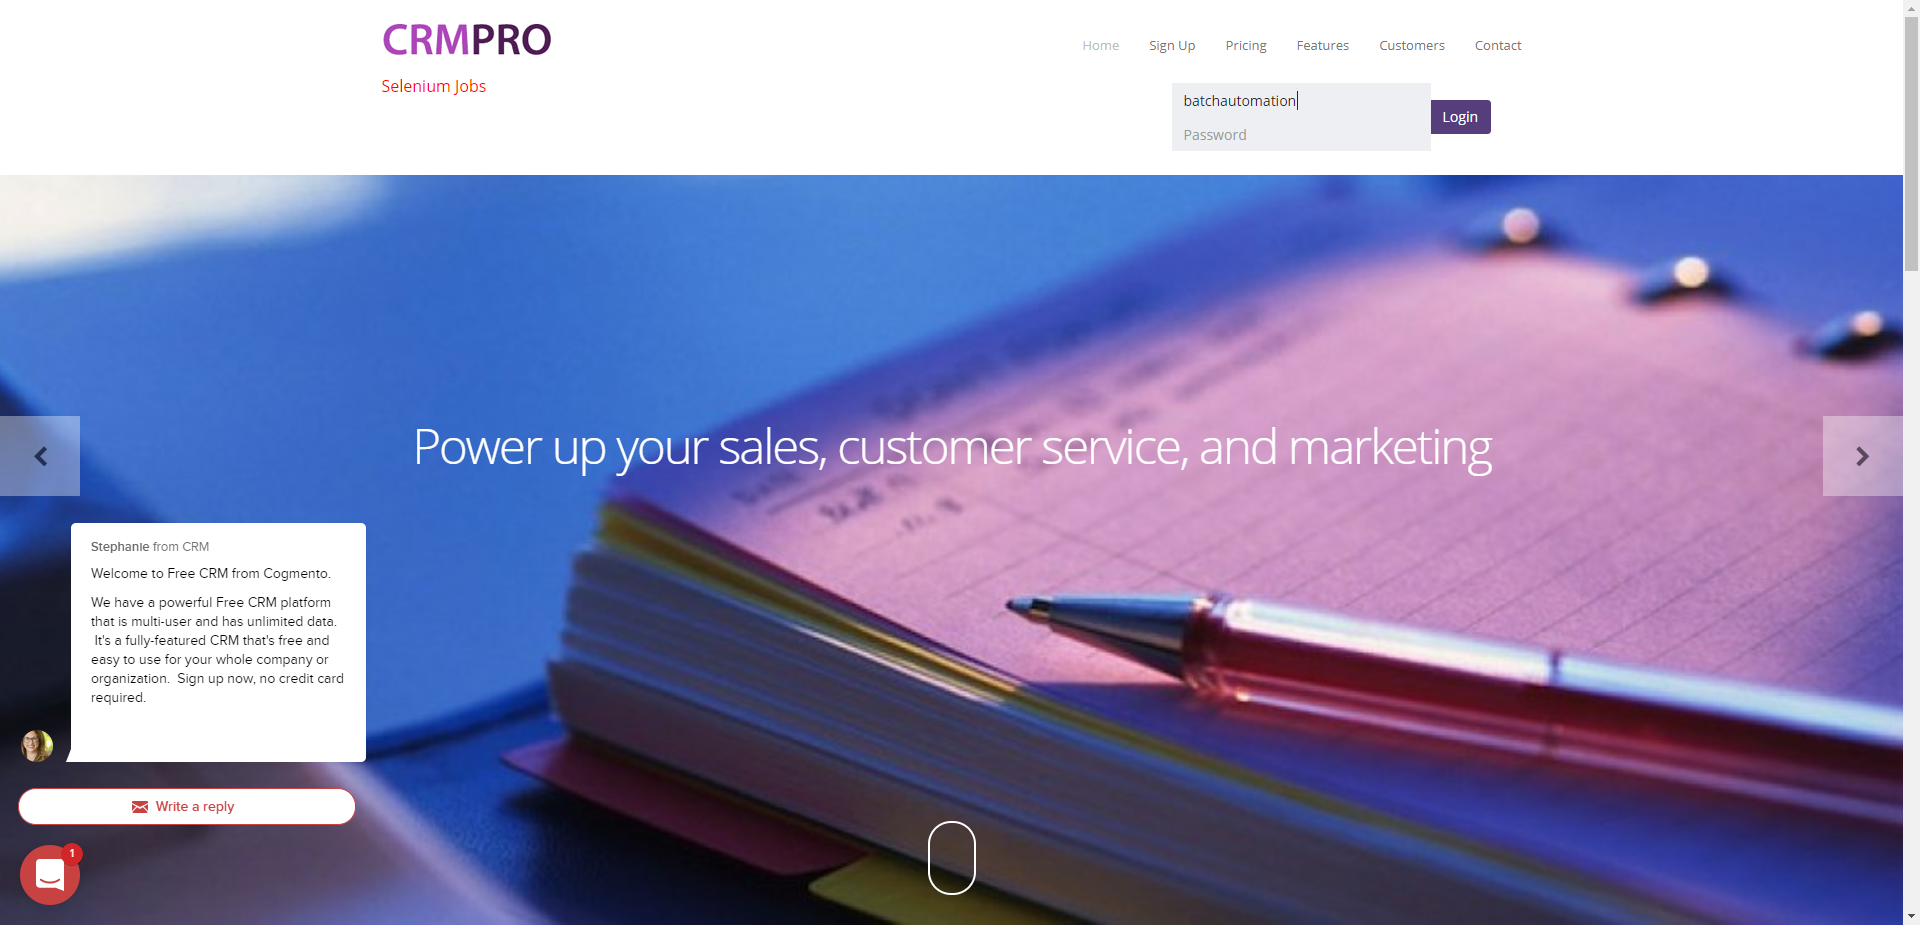 CRMPRO
Home Sign Up Pricing Features Customers Contact
Selenium Jobs
batchautomation
Password
Login
Power up your sales, customer service, and marketing
Stephanie from CRM
Welcome to Free CRM from Cogmento.
We have a powerful Free CRM platform
that is multi-user and has unlimited data.
It's a fully-featured CRM that's free and
easy to use for your whole company or
organization. Sign up now, no credit card
required.
Write a reply
1